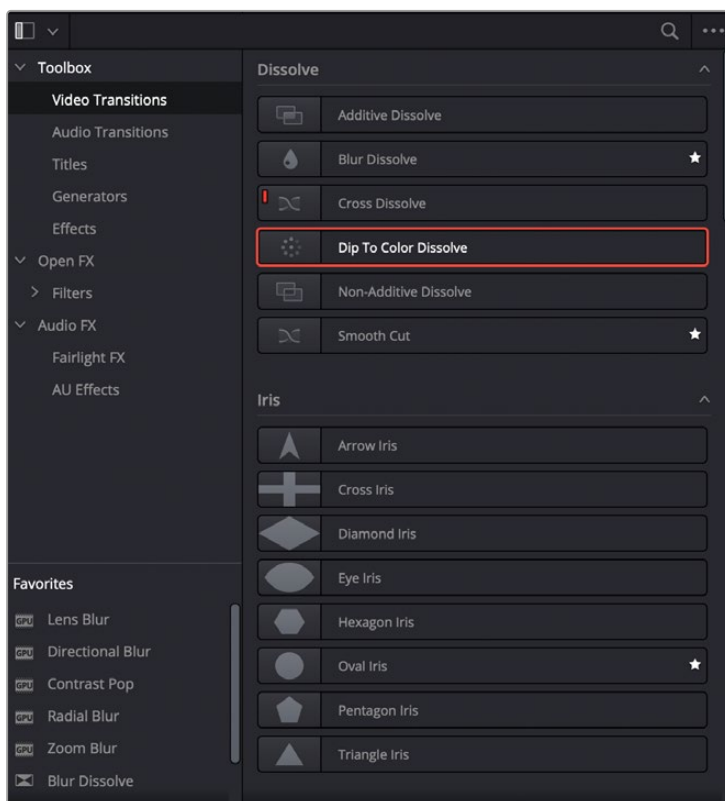 Toolbox
Video Transitions
Audio Transitions
Titles
Generators
Effects
Open FX
Filters
Audio FX
Fairlight FX
AU Effects
Favorites
GPU Lens Blur
GPU Directional Blur
GPU Contrast Pop
GPU Radial Blur
GPU Zoom Blur
Blur Dissolve
Dissolve
Additive Dissolve
Blur Dissolve
Cross Dissolve
Dip To Color Dissolve
Non-Additive Dissolve
Smooth Cut
Iris
Arrow Iris
Cross Iris
Diamond Iris
Eye Iris
Hexagon Iris
Oval Iris
Pentagon Iris
Triangle Iris